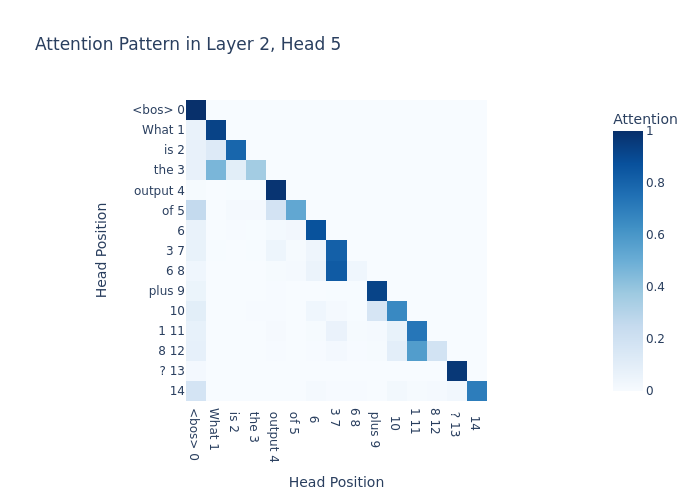 Attention Pattern in Layer 2, Head 5
Attention
<bos> 0
What 1
is 2
the 3
output 4
of 5
6
3 7
6 8
plus 9
10
1 11
8 12
? 13
14
Head Position
<bos> 0
What 1
is 2
the 3
output 4
of 5
6
3 7
6 8
plus 9
10
1 11
8 12
? 13
14
Head Position
1
0.8
0.6
0.4
0.2
0